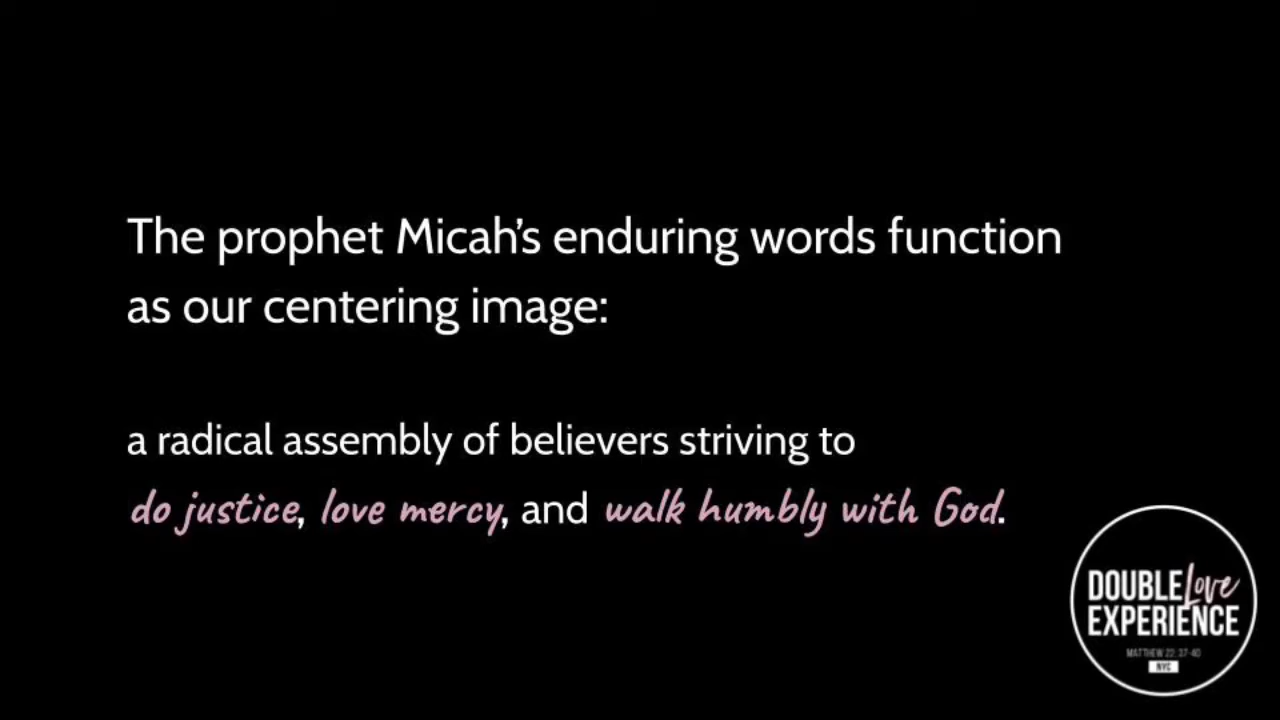 The prophet Micah’s enduring words function
as our centering image:
a radical assembly of believers striving to
do justice, love mercy, and walk humbly with God.
DOUBLE Love
EXPERIENCE
MATTHEW 22:37-40
NYC